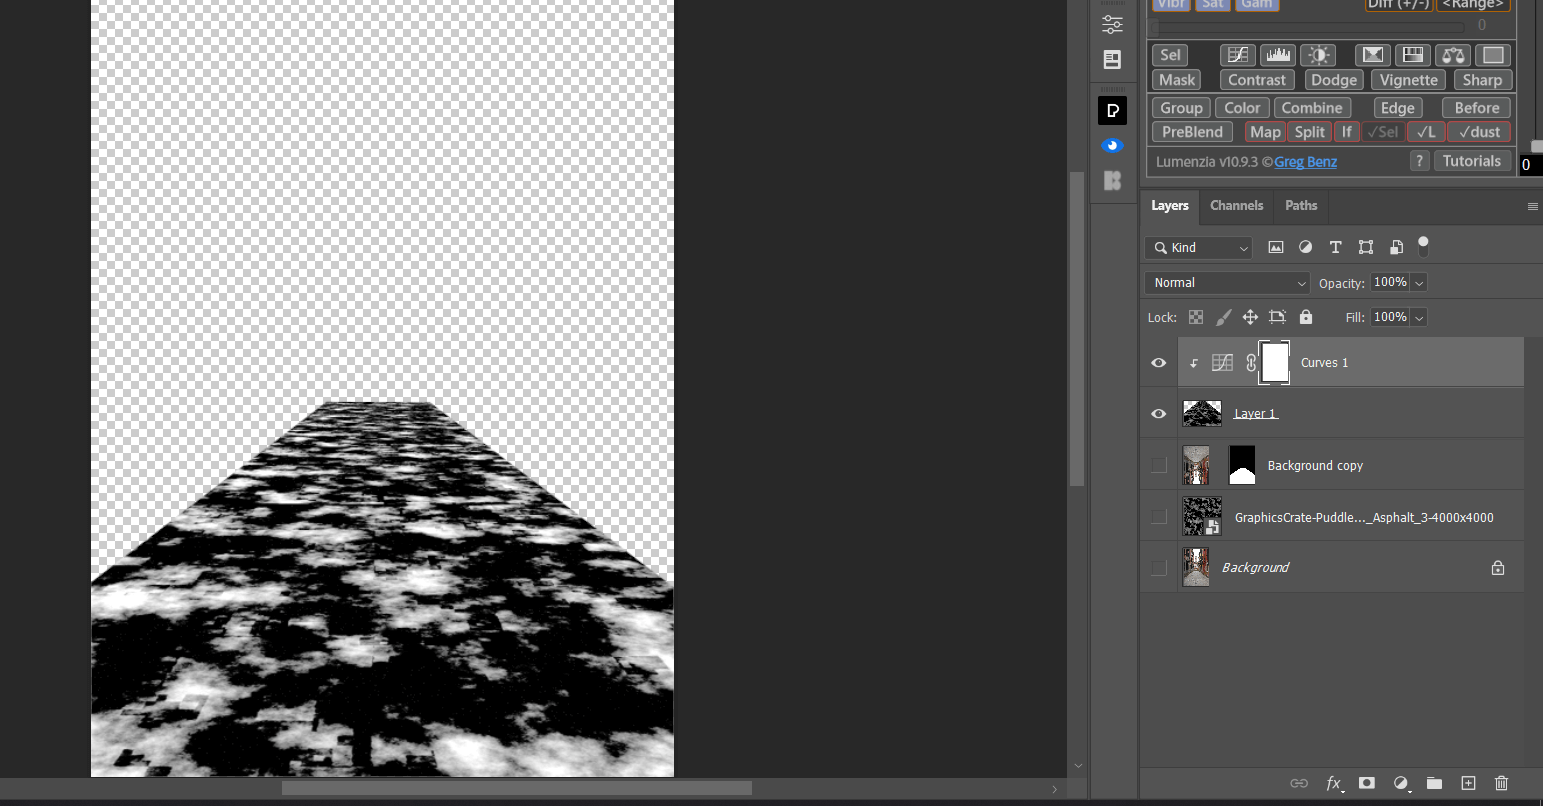 Vibr Sat Gam Diff (+/-) <Range>
0
Sel
Mask Contrast Dodge Vignette Sharp
Group Color Combine Edge Before
PreBlend Map Split If ✓Sel ✓L ✓dust
Lumenzia v10.9.3 ©Greg Benz ? Tutorials
0
Layers Channels Paths
Kind
Normal Opacity: 100%
Lock: Fill: 100%
Curves 1
Layer 1
Background copy
GraphicsCrate-Puddle..._Asphalt_3-4000x4000
Background
fx